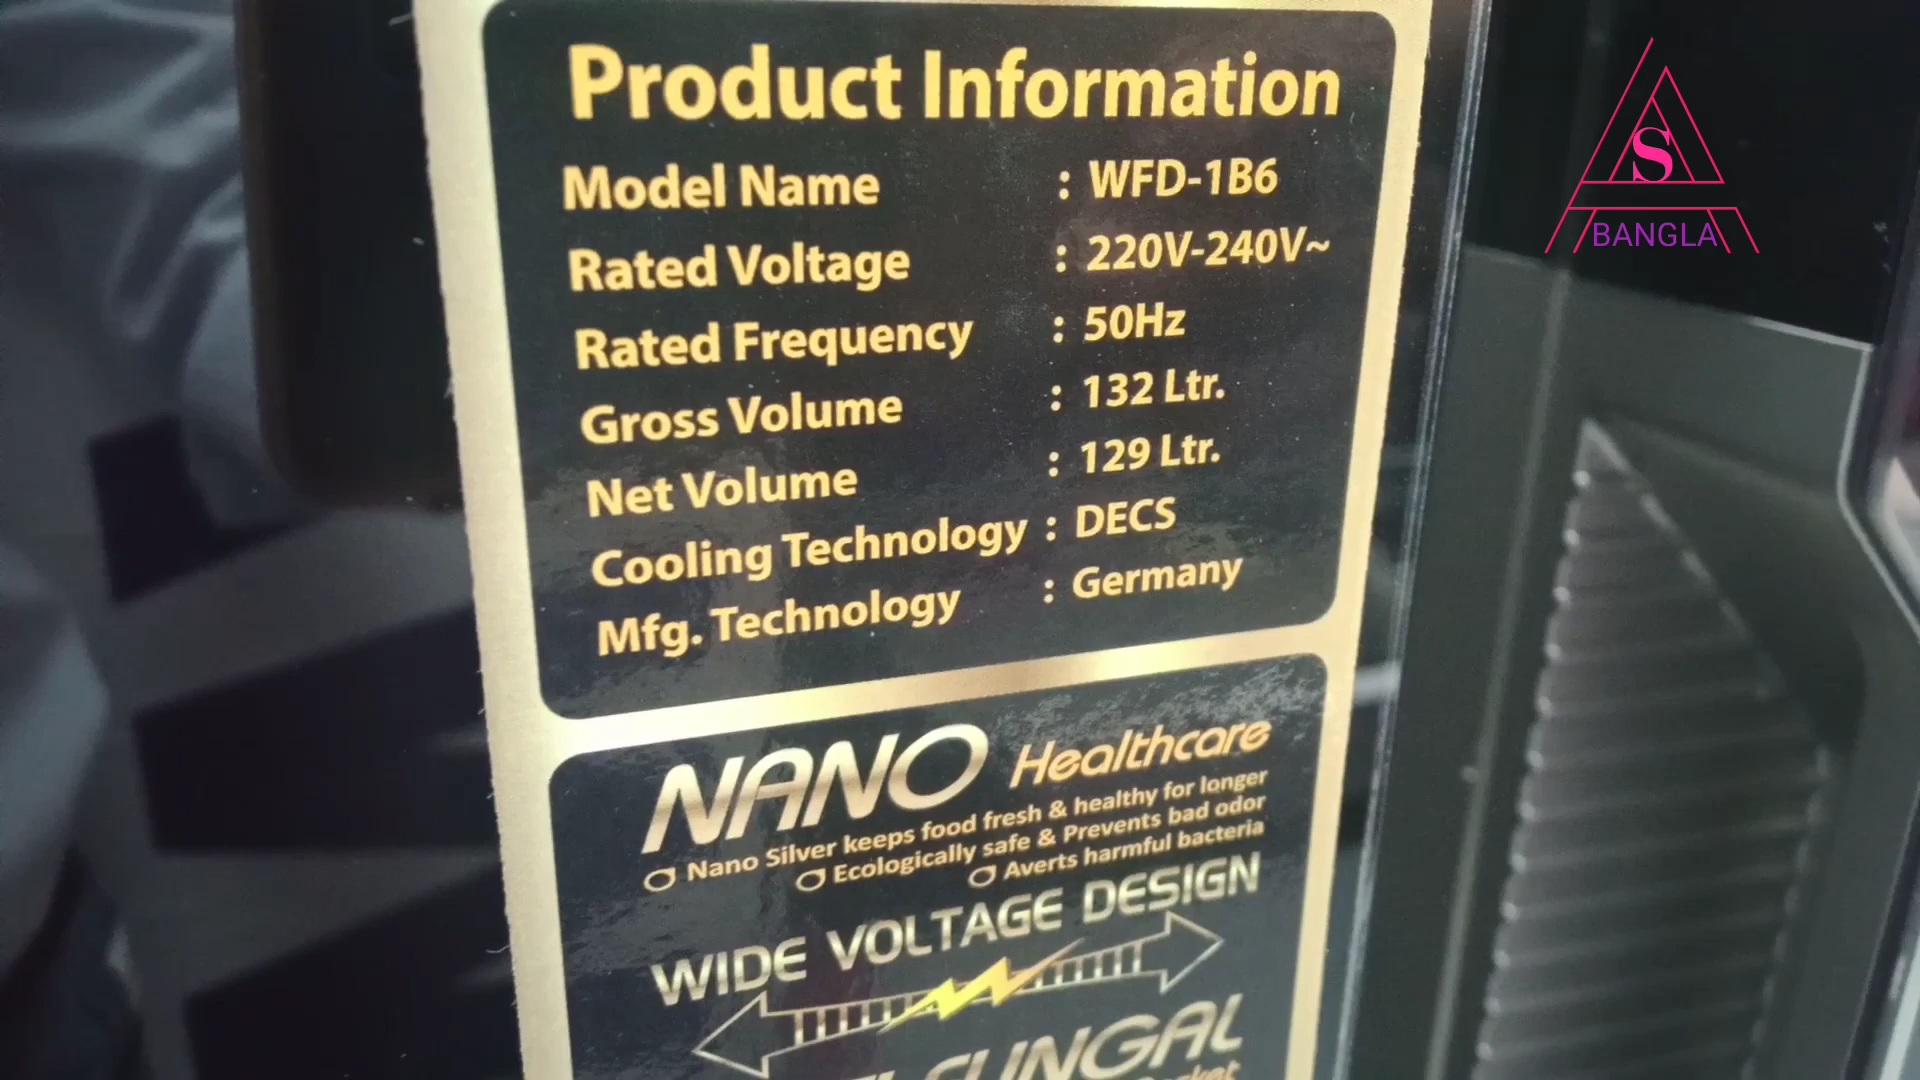 Product Information
Model Name : WFD-1B6
Rated Voltage : 220V-240V~
Rated Frequency : 50Hz
Gross Volume : 132 Ltr.
Net Volume : 129 Ltr.
Cooling Technology : DECS
Mfg. Technology : Germany
NANO Healthcare
Nano Silver keeps food fresh & healthy for longer
Ecologically safe & Prevents bad odor
Averts harmful bacteria
WIDE VOLTAGE DESIGN
S
BANGLA